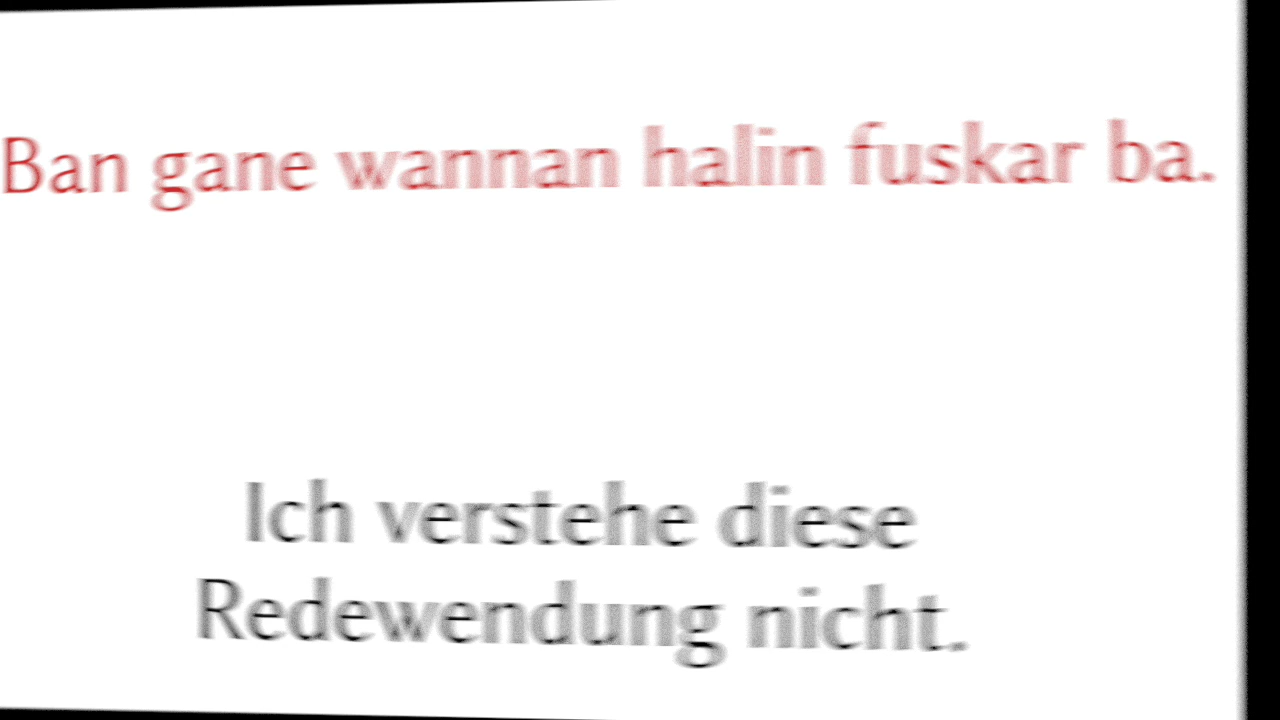 Ban gane wannan halin fuskar ba.
Ich verstehe diese
Redewendung nicht.